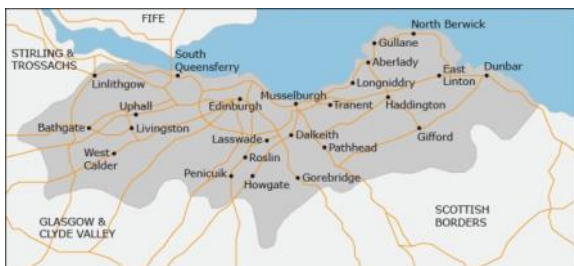 FIFE
STIRLING &
TROSSACHS
North Berwick
Gullane
South
Queensferry
Aberlady
East
Linton
Dunbar
Linlithgow
Longniddry
Musselburgh
Haddington
Uphall
Edinburgh
Tranent
Bathgate
Livingston
Lasswade
Dalkeith
Gifford
Pathhead
West
Calder
Roslin
Penicuik
Howgate
Gorebridge
GLASGOW &
CLYDE VALLEY
SCOTTISH
BORDERS